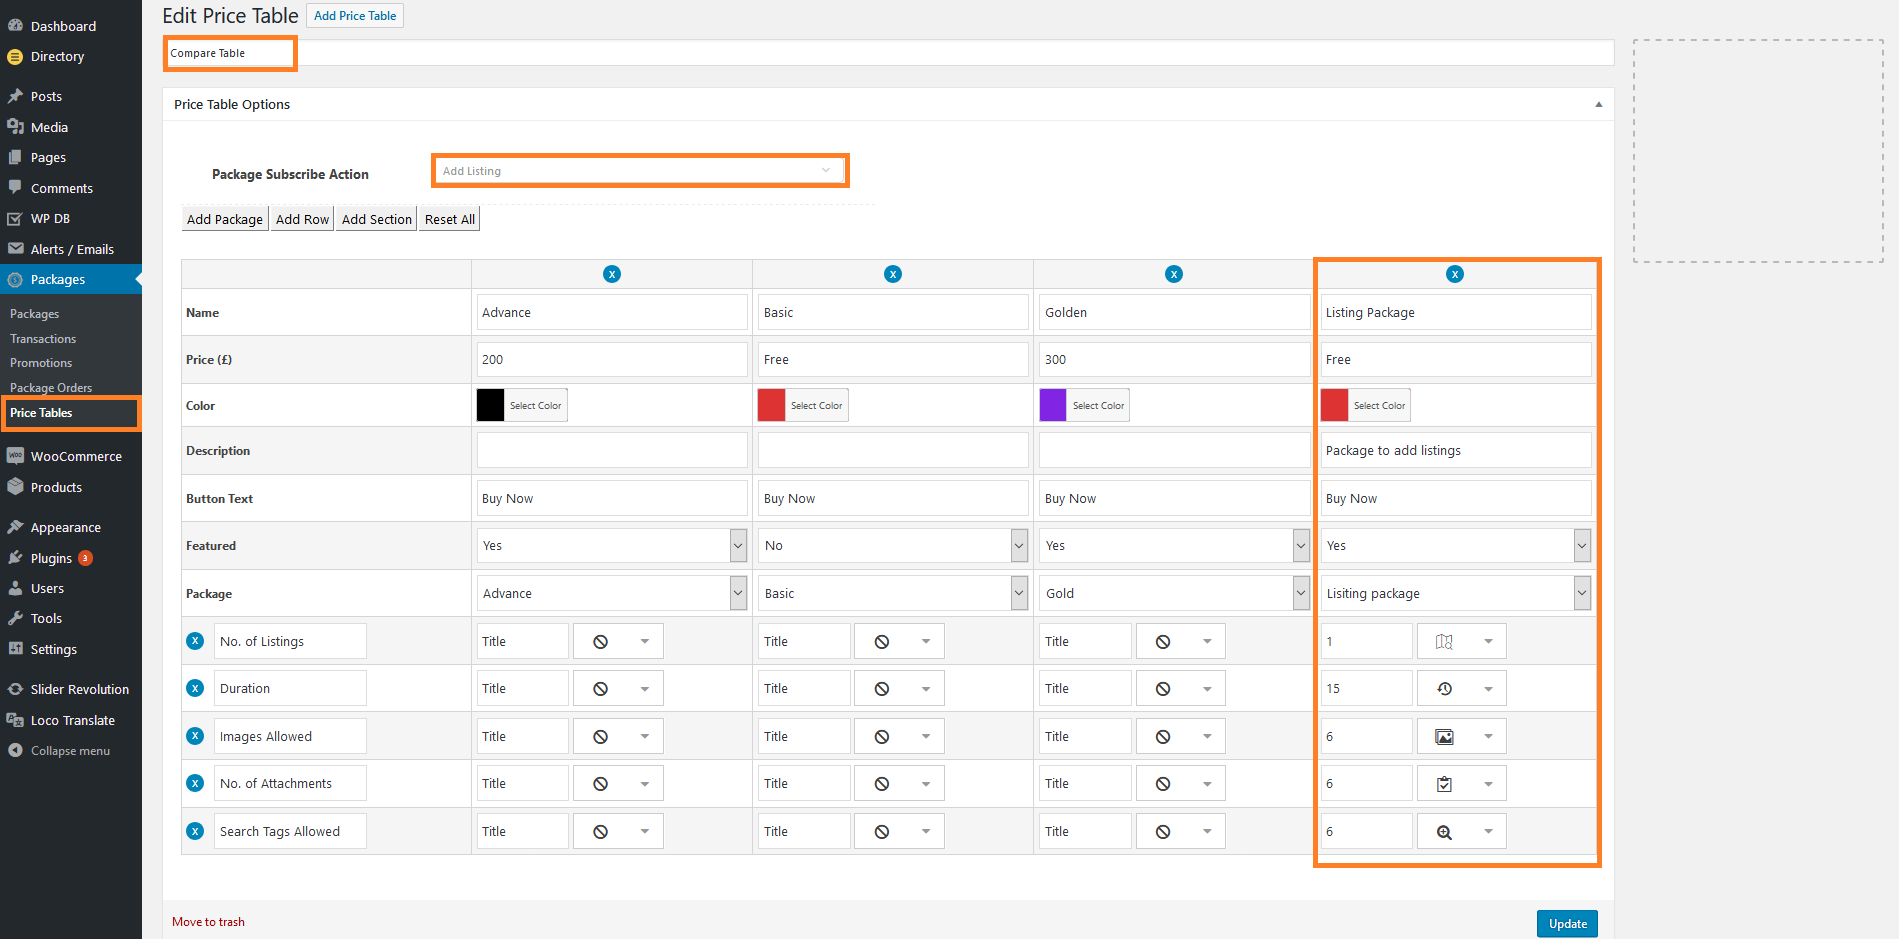 Dashboard
Directory
Posts
Media
Pages
Comments
WP DB
Alerts / Emails
Packages
Packages
Transactions
Promotions
Package Orders
Price Tables
WooCommerce
Products
Appearance
Plugins 3
Users
Tools
Settings
Slider Revolution
Loco Translate
Collapse menu
Edit Price Table Add Price Table
Compare Table
Price Table Options
Package Subscribe Action Add Listing
Add Package Add Row Add Section Reset All
X X X X
Name Advance Basic Golden Listing Package
Price (£) 200 Free 300 Free
Color Select Color Select Color Select Color Select Color
Description Package to add listings
Button Text Buy Now Buy Now Buy Now Buy Now
Featured Yes No Yes Yes
Package Advance Basic Gold Lisiting package
X No. of Listings Title Title Title 1
X Duration Title Title Title 15
X Images Allowed Title Title Title 6
X No. of Attachments Title Title Title 6
X Search Tags Allowed Title Title Title 6
Move to trash Update